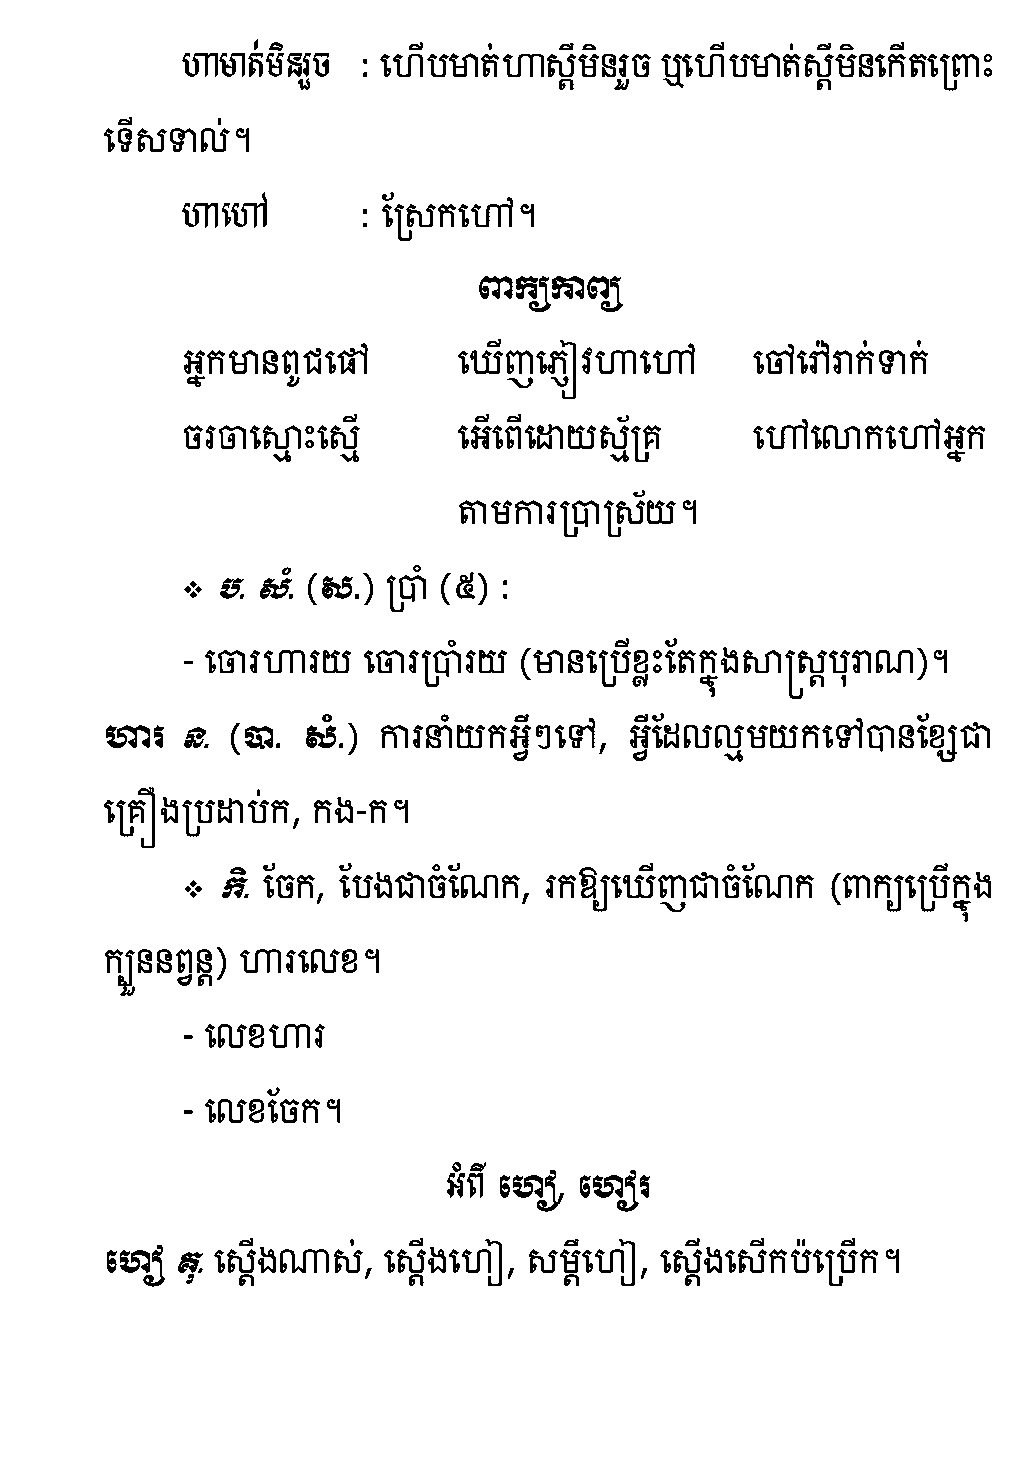 ហាមាត់មិនរួច : ហើបមាត់ហាស្ដីមិនរួច ឬហើបមាត់ស្ដីមិនកើតព្រោះ
ទើសទាល់។
ហាហៅ : ស្រែកហៅ។
ពាក្យកាព្យ
អ្នកមានពូជផៅ ឃើញភ្ញៀវហាហៅ ចៅរ៉ៅរាក់ទាក់
ចរចាស្មោះស្មើ អើពើដោយស្ម័គ្រ ហៅលោកហៅអ្នក
តាមការប្រាស្រ័យ។
❖ ប. សំ. (ស.) ប្រាំ (៥) :
- ចោរហារយ ចោរប្រាំរយ (មានប្រើខ្លះតែក្នុងសាស្ត្របុរាណ)។
ហារ ន. (បា. សំ.) ការនាំយកអ្វីៗទៅ, អ្វីដែលល្មមយកទៅបានខ្សែជា
គ្រឿងប្រដាប់ក, កង-ក។
❖ កិ. ចែក, បែងជាចំណែក, រកឱ្យឃើញជាចំណែក (ពាក្យប្រើក្នុង
ក្បួននព្វន្ត) ហារលេខ។
- លេខហារ
- លេខចែក។
អំពី ហៀ, ហៀរ
ហៀ គុ. ស្ដើងណាស់, ស្ដើងហៀ, សម្ដីហៀ, ស្ដើងសើកប៉ប្រើក។